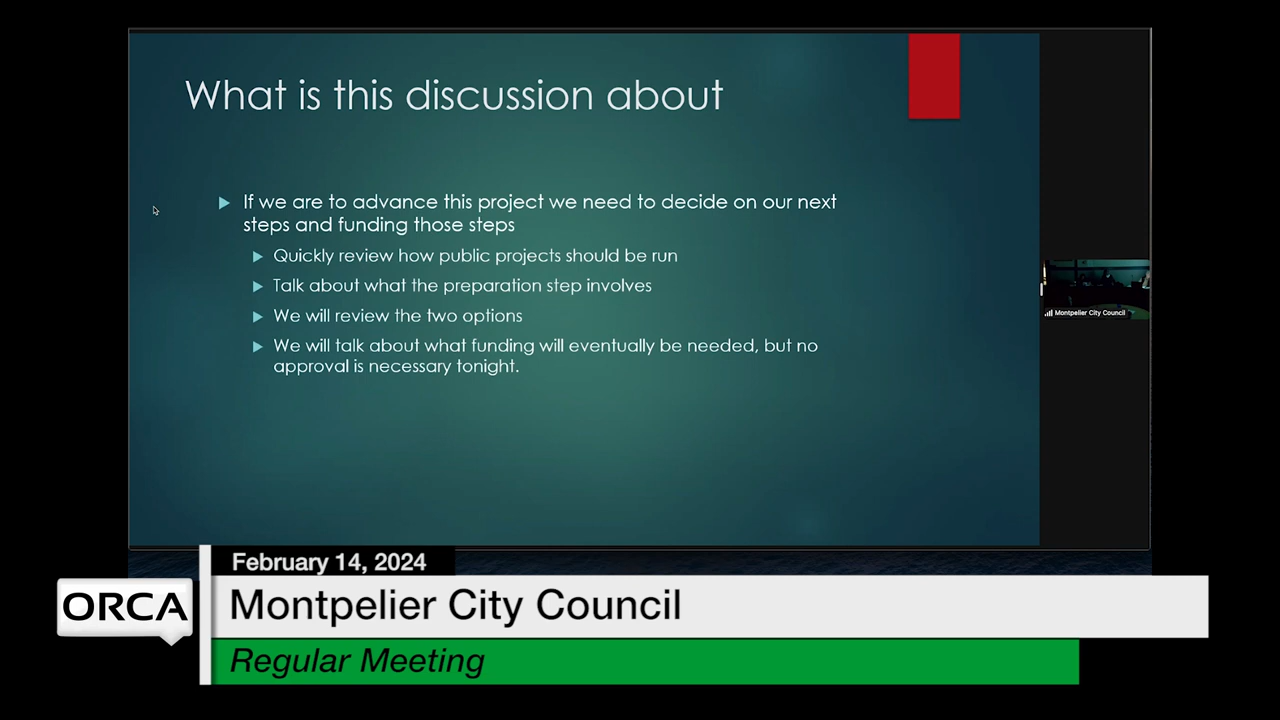 What is this discussion about
If we are to advance this project we need to decide on our next
steps and funding those steps
Quickly review how public projects should be run
Talk about what the preparation step involves
We will review the two options
We will talk about what funding will eventually be needed, but no
approval is necessary tonight.
Montpelier City Council
February 14, 2024
ORCA
Montpelier City Council
Regular Meeting